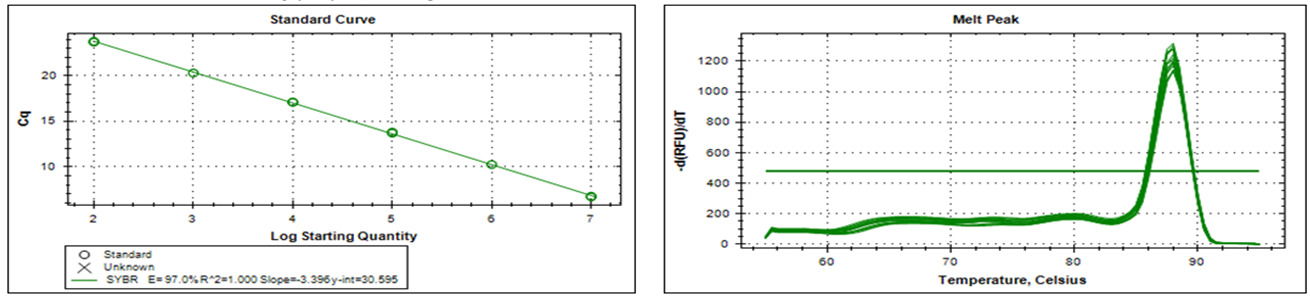 Standard Curve
20
15
10
Cq
2 3 4 5 6 7
Log Starting Quantity
Standard
Unknown
SYBR E= 97.0% R^2=1.000 Slope=-3.396 y-int=30.595
Melt Peak
1200
1000
800
600
400
200
0
-d(RFU)/dT
60 70 80 90
Temperature, Celsius